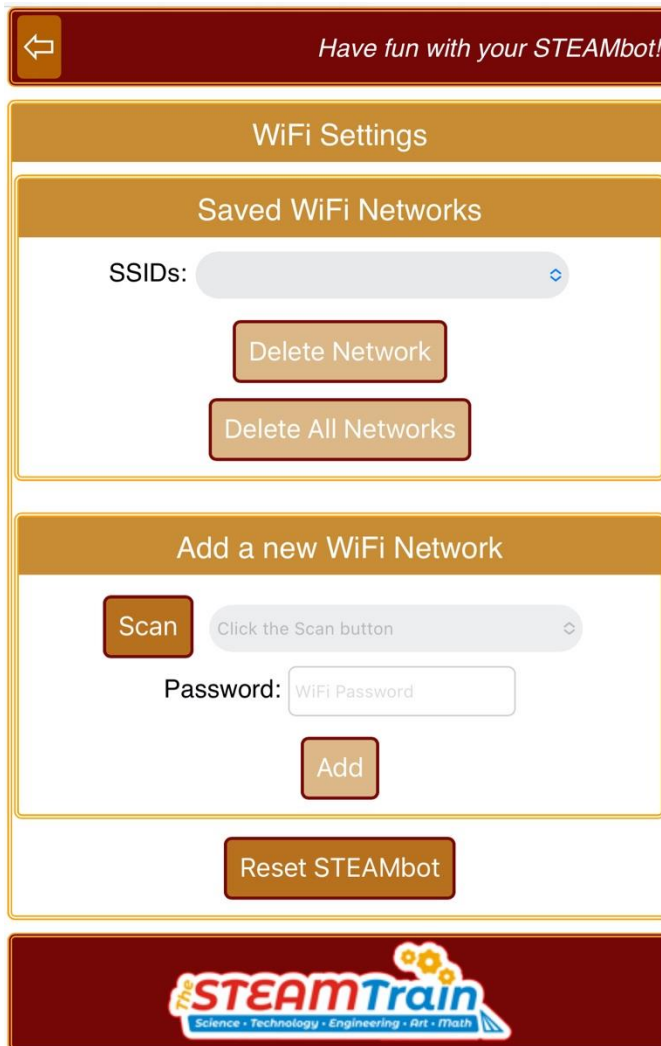 Have fun with your STEAMbot!
WiFi Settings
Saved WiFi Networks
SSIDs:
Delete Network
Delete All Networks
Add a new WiFi Network
Scan Click the Scan button
Password: WiFi Password
Add
Reset STEAMbot
The STEAMTrain
Science • Technology • Engineering • Art • Math